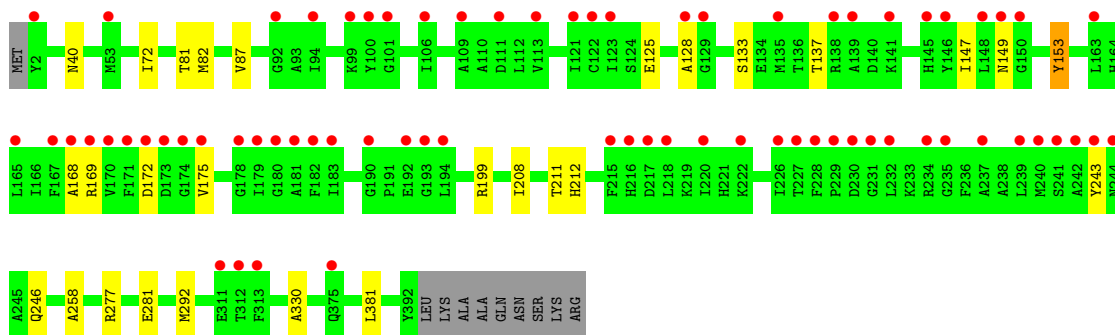 MET Y2 N40 M53 I72 T81 M82 V87 G92 A93 I94 K99 Y100 G101 I106 A109 A110 D111 L112 V113 I121 C122 I123 S124 E125 A128 G129 S133 E134 M135 T136 T137 R138 A139 D140 K141 H145 Y146 I147 L148 N149 G150 Y153 L163 H164
L165 I166 F167 A168 R169 V170 F171 D172 D173 G174 V175 G178 I179 G180 A181 F182 I183 G190 P191 E192 G193 L194 R199 I208 T211 H212 F215 H216 D217 L218 K219 I220 H221 K222 I226 T227 F228 P229 D230 G231 L232 K233 R234 G235 F236 A237 A238 L239 M240 S241 A242 Y243 N244
A245 Q246 A258 R277 E281 M292 E311 T312 F313 A330 Q375 L381 Y392 LEU LYS ALA ALA GLN ASN SER LYS ARG